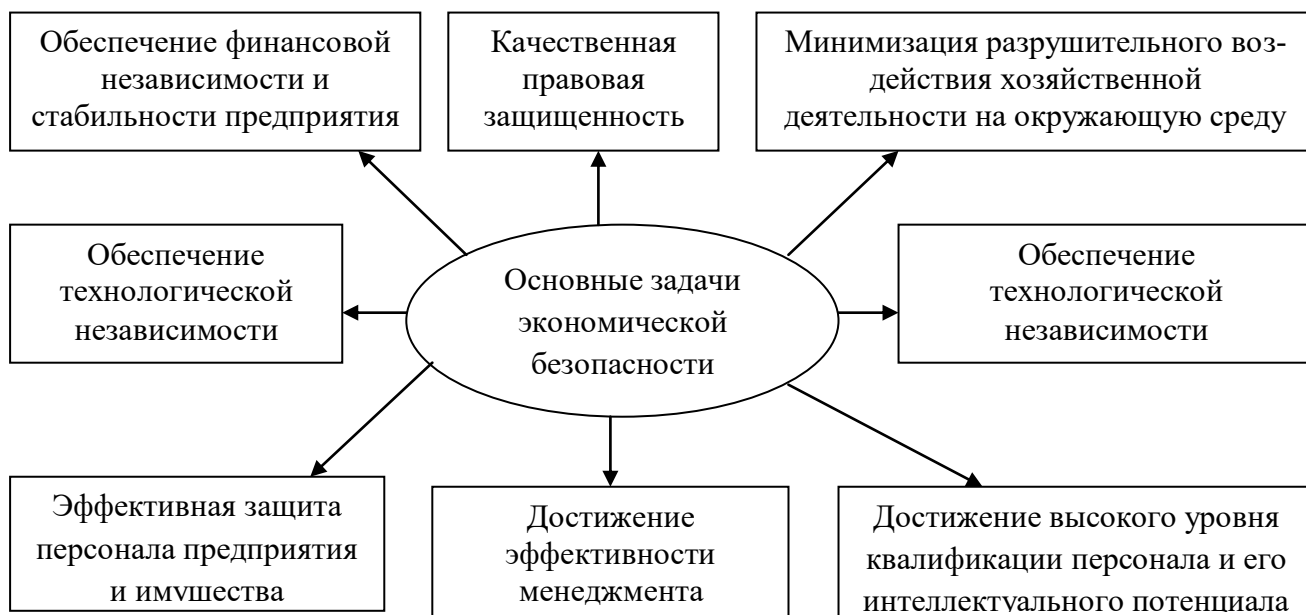 Обеспечение финансовой
независимости и
стабильности предприятия
Качественная
правовая
защищенность
Минимизация разрушительного воз-
действия хозяйственной
деятельности на окружающую среду
Обеспечение
технологической
независимости
Основные задачи
экономической
безопасности
Обеспечение
технологической
независимости
Эффективная защита
персонала предприятия
и имущества
Достижение
эффективности
менеджмента
Достижение высокого уровня
квалификации персонала и его
интеллектуального потенциала